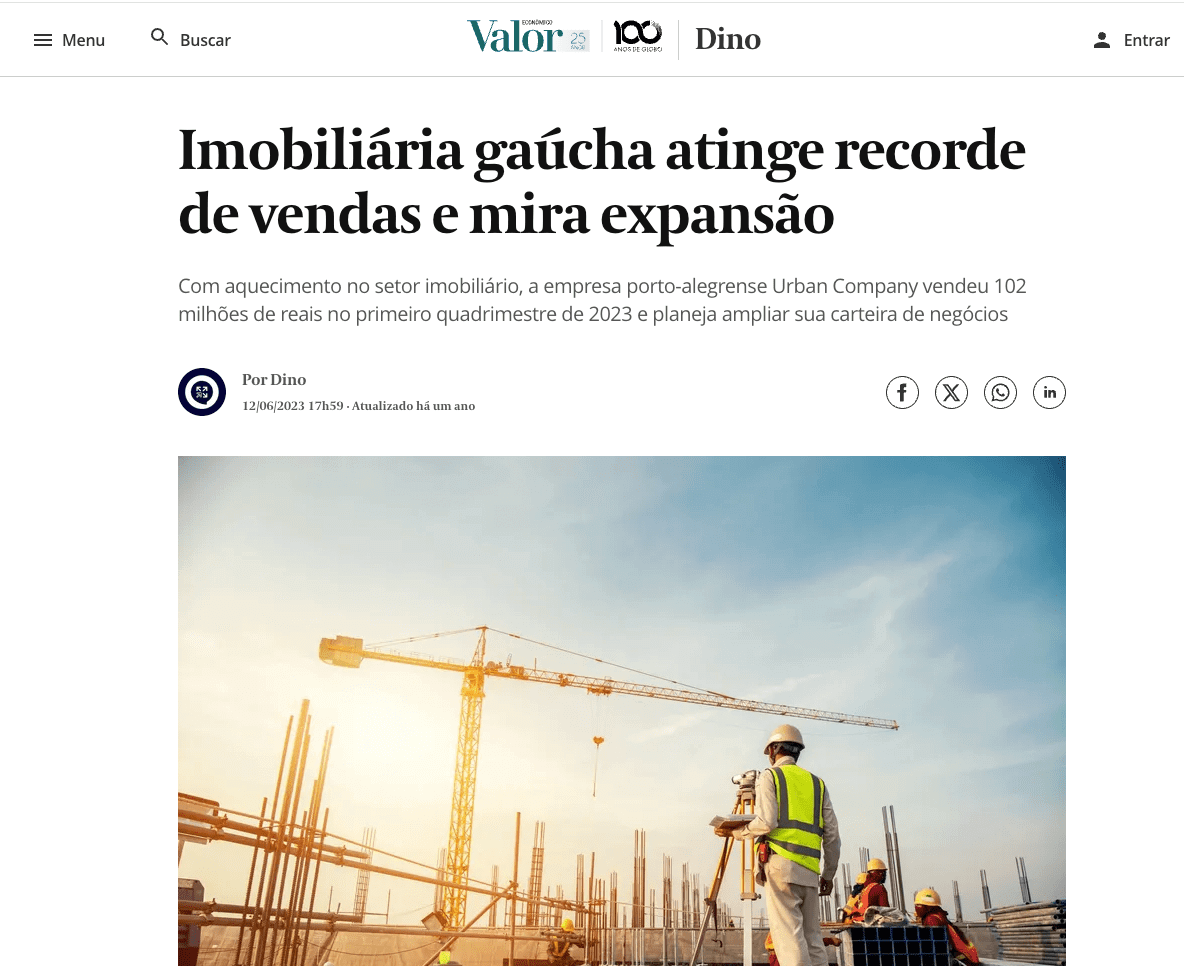 Menu
Buscar
ECONÔMICO
Valor
25
ANOS
100
ANOS DE GLOBO
Dino
Entrar
Imobiliária gaúcha atinge recorde
de vendas e mira expansão
Com aquecimento no setor imobiliário, a empresa porto-alegrense Urban Company vendeu 102
milhões de reais no primeiro quadrimestre de 2023 e planeja ampliar sua carteira de negócios
Por Dino
12/06/2023 17h59 · Atualizado há um ano